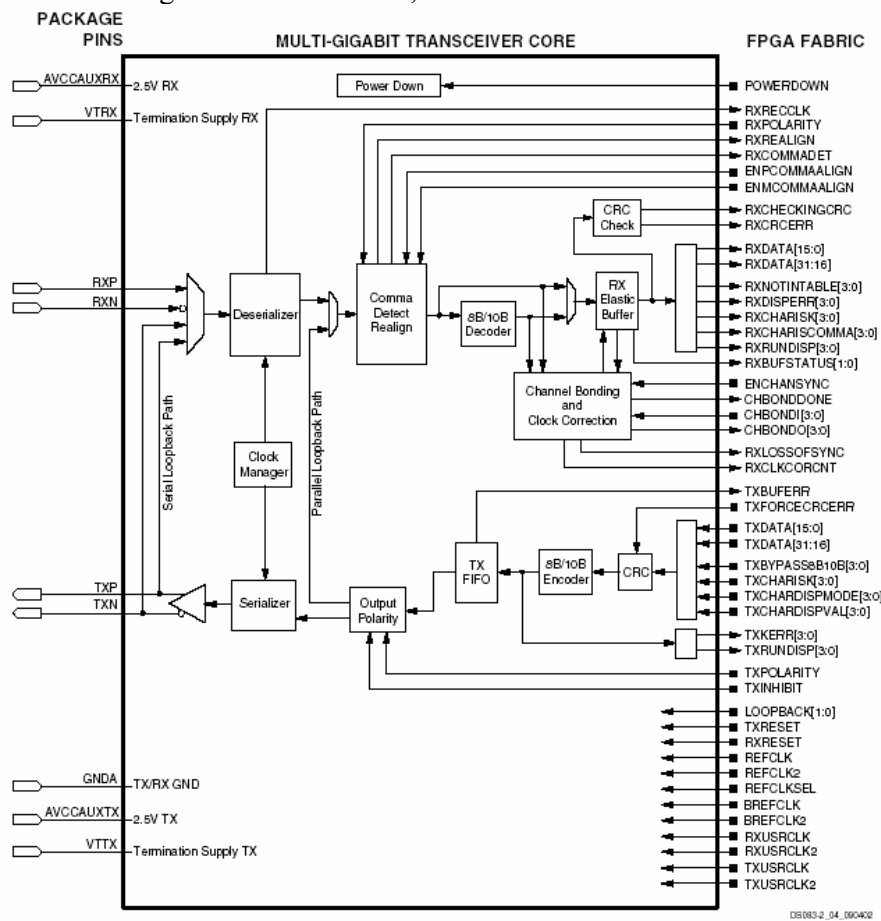 PACKAGE
PINS
MULTI-GIGABIT TRANSCEIVER CORE
FPGA FABRIC
AVCCAUXRX
2.5V RX
VTRX
Termination Supply RX
Power Down
POWERDOWN
RXRECCLK
RXPOLARITY
RXREALIGN
RXCOMMADET
ENPCOMMAALIGN
ENMCOMMAALIGN
CRC
Check
RXCHECKINGCRC
RXCRCERR
RXDATA[15:0]
RXDATA[31:16]
RXNOTINTABLE[3:0]
RXDISPERR[3:0]
RXCHARISK[3:0]
RXCHARISCOMMA[3:0]
RXRUNDISP[3:0]
RXBUFSTATUS[1:0]
RXP
RXN
Deserializer
Comma
Detect
Realign
8B/10B
Decoder
RX
Elastic
Buffer
Channel Bonding
and
Clock Correction
ENCHANSYNC
CHBONDDONE
CHBONDI[3:0]
CHBONDO[3:0]
RXLOSSOFSYNC
RXCLKCORCNT
Serial Loopback Path
Clock
Manager
Parallel Loopback Path
TXBUFERR
TXFORCECRCERR
TXDATA[15:0]
TXDATA[31:16]
TXBYPASS8B10B[3:0]
TXCHARISK[3:0]
TXCHARDISPMODE[3:0]
TXCHARDISPVAL[3:0]
TXKERR[3:0]
TXRUNDISP[3:0]
TXPOLARITY
TXINHIBIT
TXP
TXN
Serializer
Output
Polarity
TX
FIFO
8B/10B
Encoder
CRC
LOOPBACK[1:0]
TXRESET
RXRESET
REFCLK
REFCLK2
REFCLKSEL
BREFCLK
BREFCLK2
RXUSRCLK
RXUSRCLK2
TXUSRCLK
TXUSRCLK2
GNDA
TX/RX GND
AVCCAUXTX
2.5V TX
VTTX
Termination Supply TX
DS083-2_04_090402